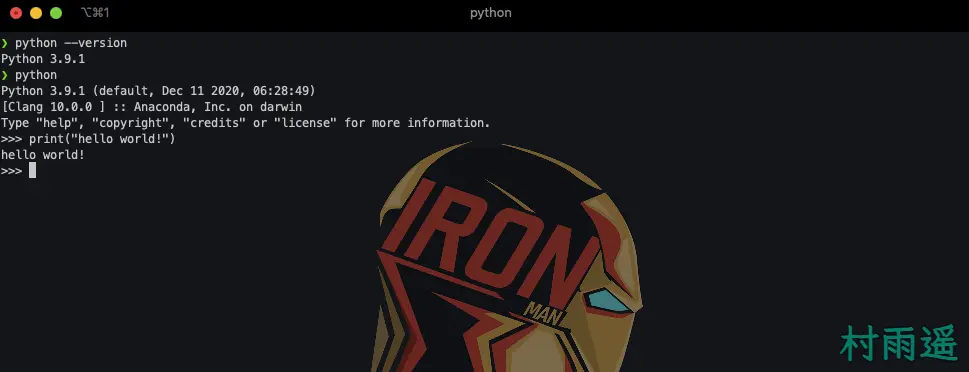 ⌥⌘1
python
❯ python --version
Python 3.9.1
❯ python
Python 3.9.1 (default, Dec 11 2020, 06:28:49)
[Clang 10.0.0 ] :: Anaconda, Inc. on darwin
Type "help", "copyright", "credits" or "license" for more information.
>>> print("hello world!")
hello world!
>>>
IRON
MAN
村雨遥